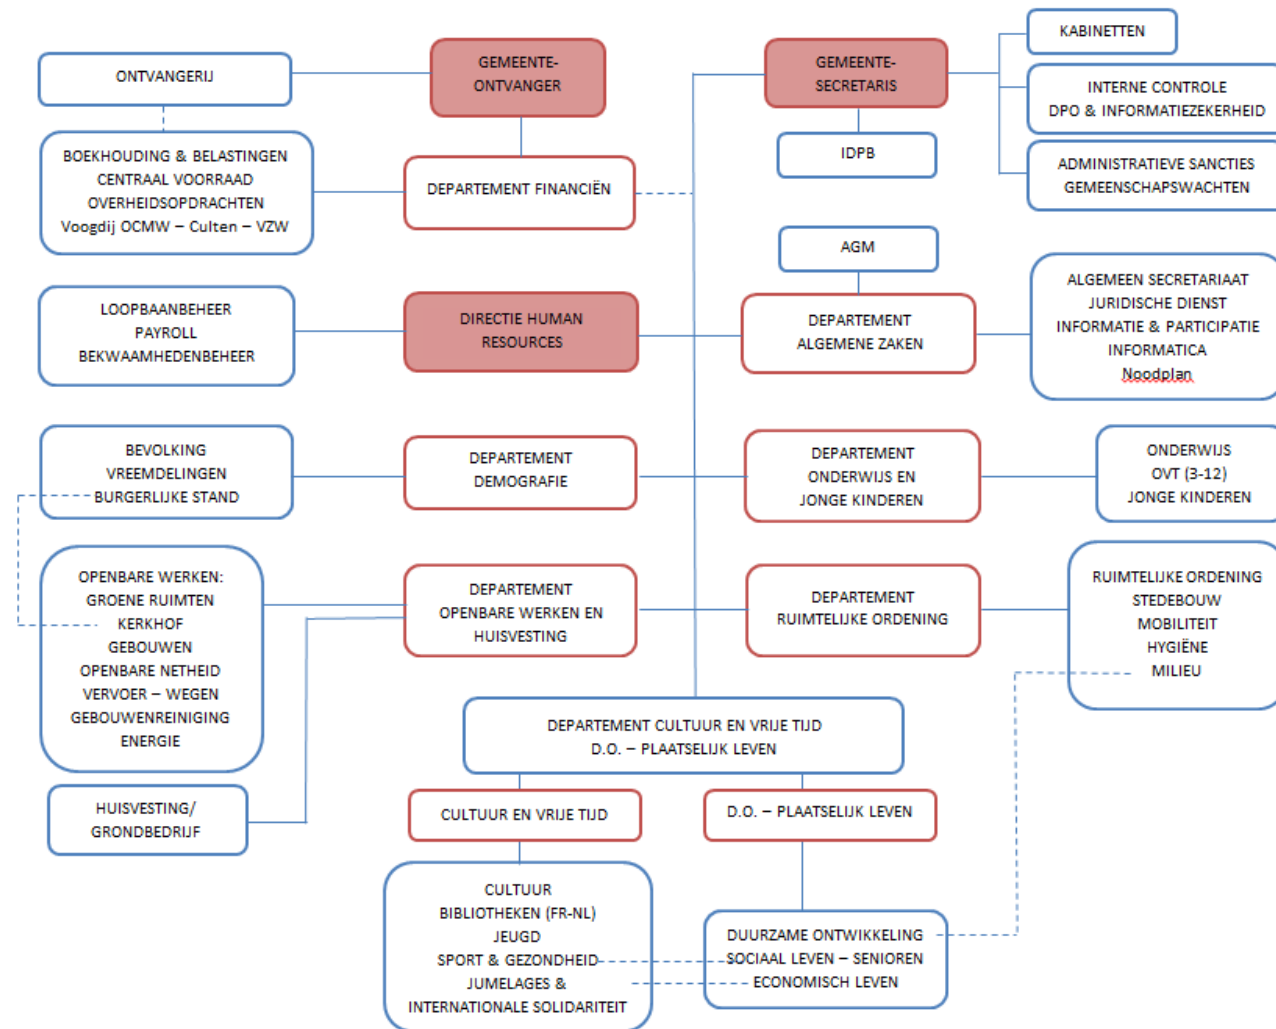 ONTVANGERIJ
GEMEENTE-
ONTVANGER
GEMEENTE-
SECRETARIS
KABINETTEN
INTERNE CONTROLE
DPO & INFORMATIEZEKERHEID
IDPB
ADMINISTRATIEVE SANCTIES
GEMEENSCHAPSWACHTEN
BOEKHOUDING & BELASTINGEN
CENTRAAL VOORRAAD
OVERHEIDSOPDRACHTEN
Voogdij OCMW – Culten – VZW
DEPARTEMENT FINANCIËN
AGM
LOOPBAANBEHEER
PAYROLL
BEKWAAMHEDENBEHEER
DIRECTIE HUMAN
RESOURCES
DEPARTEMENT
ALGEMENE ZAKEN
ALGEMEEN SECRETARIAAT
JURIDISCHE DIENST
INFORMATIE & PARTICIPATIE
INFORMATICA
Noodplan
BEVOLKING
VREEMDELINGEN
BURGERLIJKE STAND
DEPARTEMENT
DEMOGRAFIE
DEPARTEMENT
ONDERWIJS EN
JONGE KINDEREN
ONDERWIJS
OVT (3-12)
JONGE KINDEREN
OPENBARE WERKEN:
GROENE RUIMTEN
KERKHOF
GEBOUWEN
OPENBARE NETHEID
VERVOER – WEGEN
GEBOUWENREINIGING
ENERGIE
DEPARTEMENT
OPENBARE WERKEN EN
HUISVESTING
DEPARTEMENT
RUIMTELIJKE ORDENING
RUIMTELIJKE ORDENING
STEDEBOUW
MOBILITEIT
HYGIËNE
MILIEU
DEPARTEMENT CULTUUR EN VRIJE TIJD
D.O. – PLAATSELIJK LEVEN
HUISVESTING/
GRONDBEDRIJF
CULTUUR EN VRIJE TIJD
D.O. – PLAATSELIJK LEVEN
CULTUUR
BIBLIOTHEKEN (FR-NL)
JEUGD
SPORT & GEZONDHEID
JUMELAGES &
INTERNATIONALE SOLIDARITEIT
DUURZAME ONTWIKKELING
SOCIAAL LEVEN – SENIOREN
ECONOMISCH LEVEN